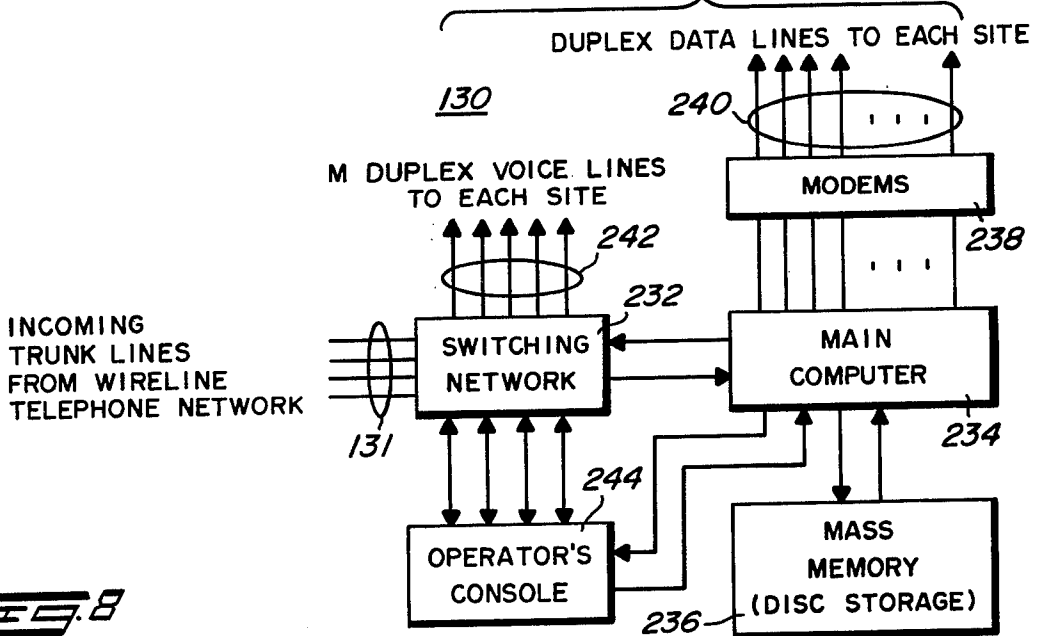 DUPLEX DATA LINES TO EACH SITE
130
240
M DUPLEX VOICE LINES
TO EACH SITE
MODEMS
238
242
232
INCOMING
TRUNK LINES
FROM WIRELINE
TELEPHONE NETWORK
131
SWITCHING
NETWORK
MAIN
COMPUTER
234
244
OPERATOR'S
CONSOLE
MASS
MEMORY
(DISC STORAGE)
236
FIG.8